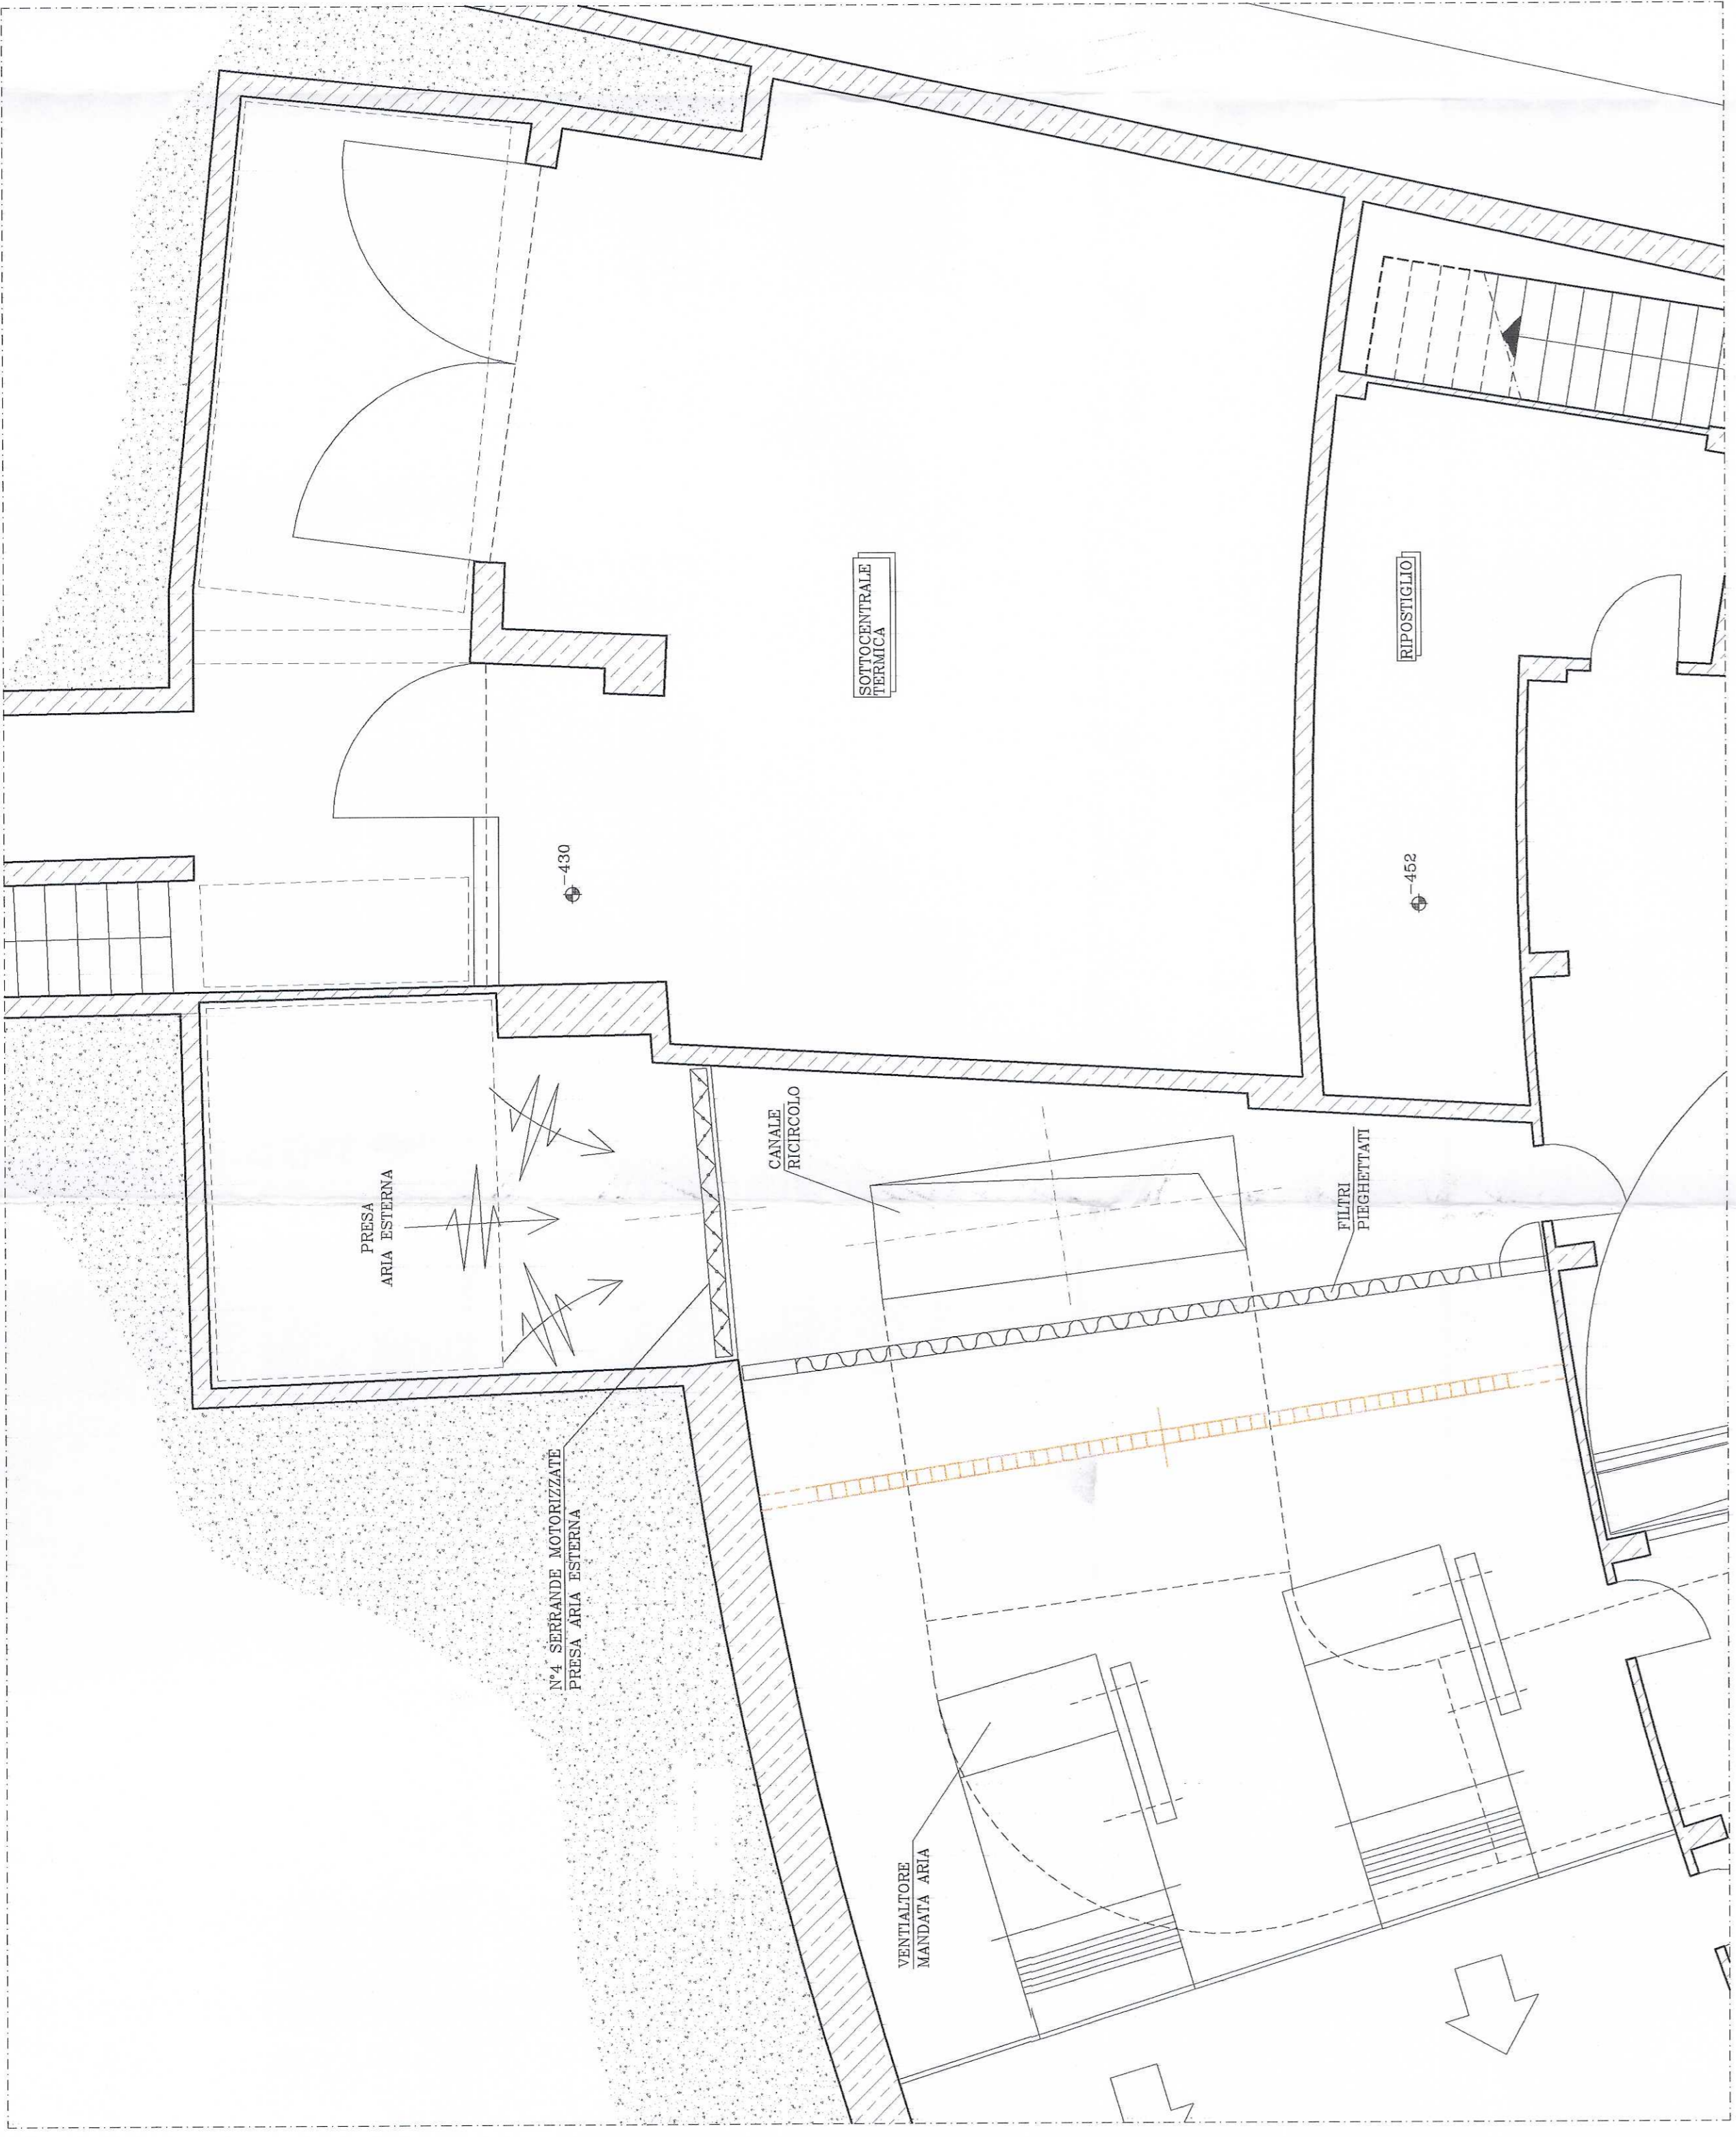 SOTTOCENTRALE
TERMICA
RIPOSTIGLIO
-430
-452
PRESA
ARIA ESTERNA
CANALE
RICIRCOLO
FILTRI
PIEGHETTATI
N°4 SERRANDE MOTORIZZATE
PRESA ARIA ESTERNA
VENTIALTORE
MANDATA ARIA